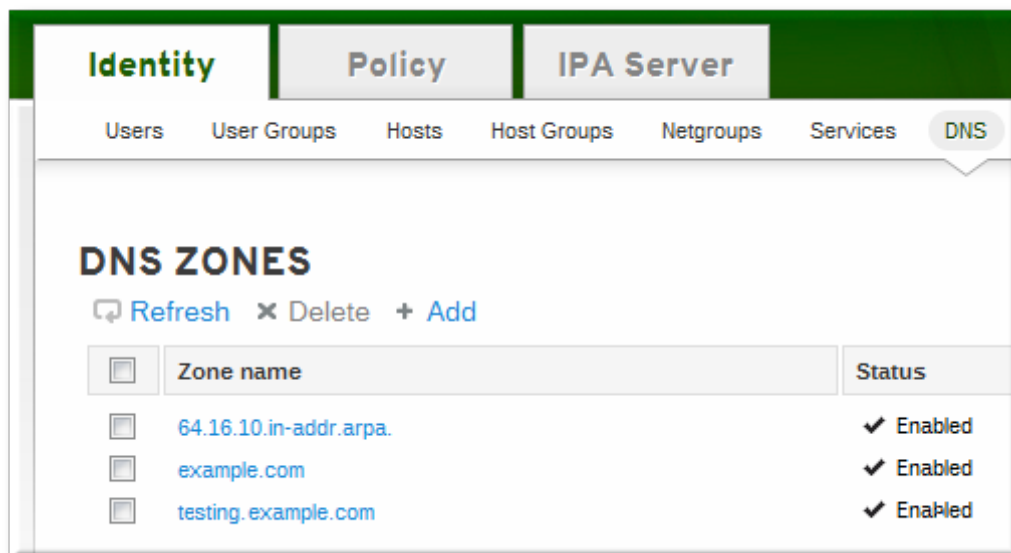 Identity Policy IPA Server
Users User Groups Hosts Host Groups Netgroups Services DNS
DNS ZONES
Refresh Delete + Add
Zone name Status
64.16.10.in-addr.arpa. Enabled
example.com Enabled
testing.example.com Enabled